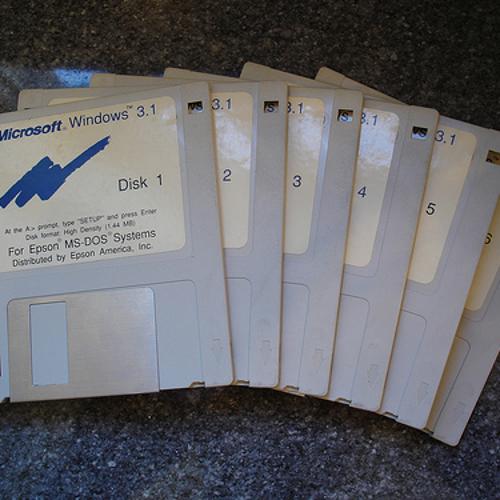 Microsoft® Windows™ 3.1
Disk 1
At the A:> prompt, type "SETUP" and press Enter
Disk format: High Density (1.44 MB)
For Epson® MS-DOS® Systems
Distributed by Epson America, Inc.
3.1
2
3.1
3
3.1
4
3.1
5
6